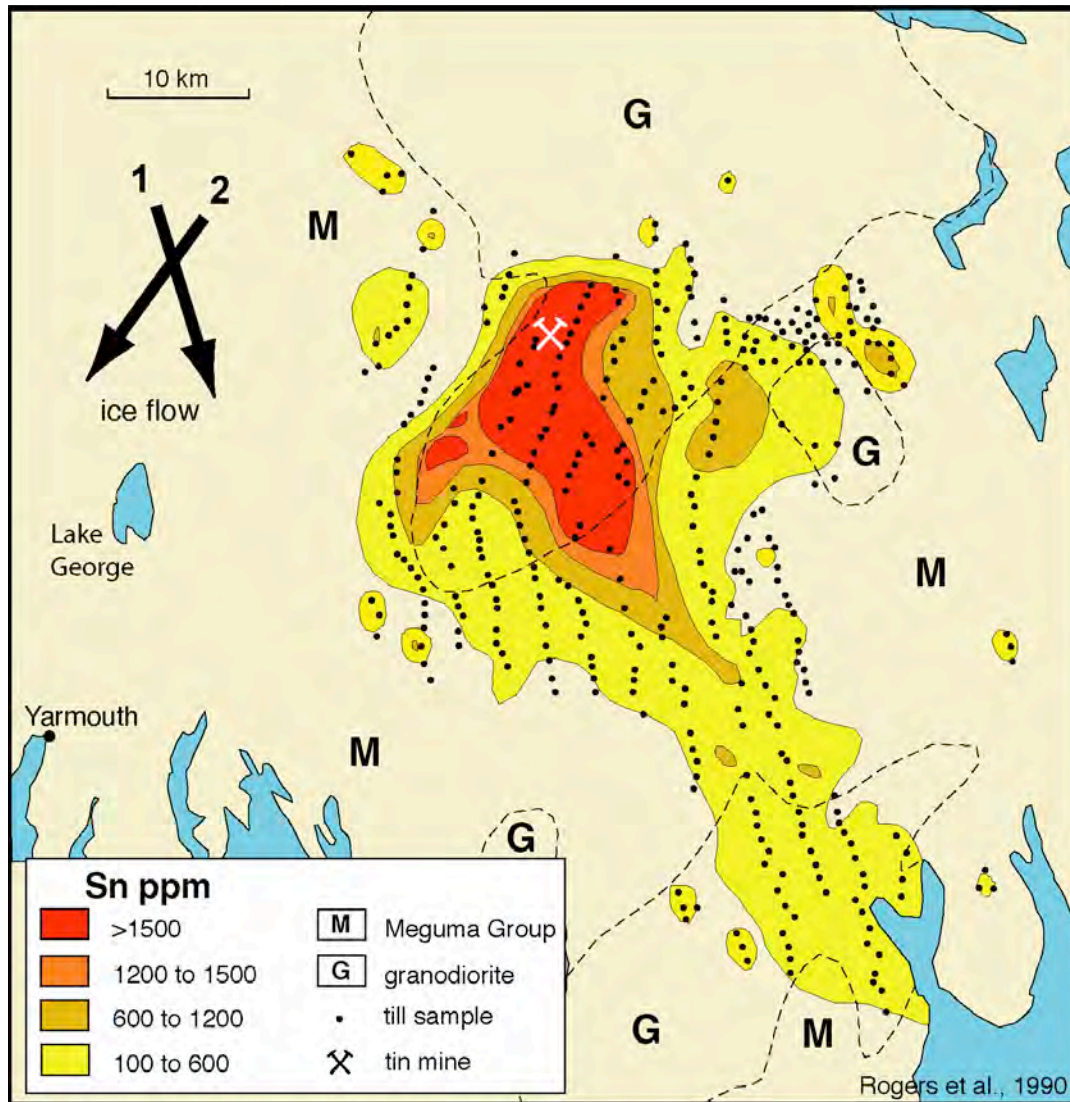 10 km
G
1
2
M
ice flow
G
Lake
George
M
Yarmouth
M
G
Sn ppm
>1500
1200 to 1500
600 to 1200
100 to 600
M
Meguma Group
G
granodiorite
till sample
tin mine
G
M
Rogers et al., 1990